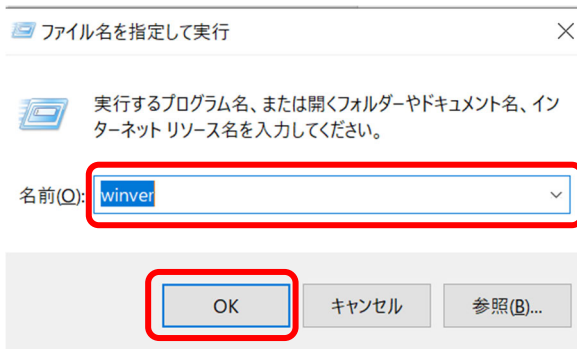 ファイル名を指定して実行
実行するプログラム名、または開くフォルダーやドキュメント名、イン
ターネット リソース名を入力してください。
名前(O): winver
OK キャンセル 参照(B)...